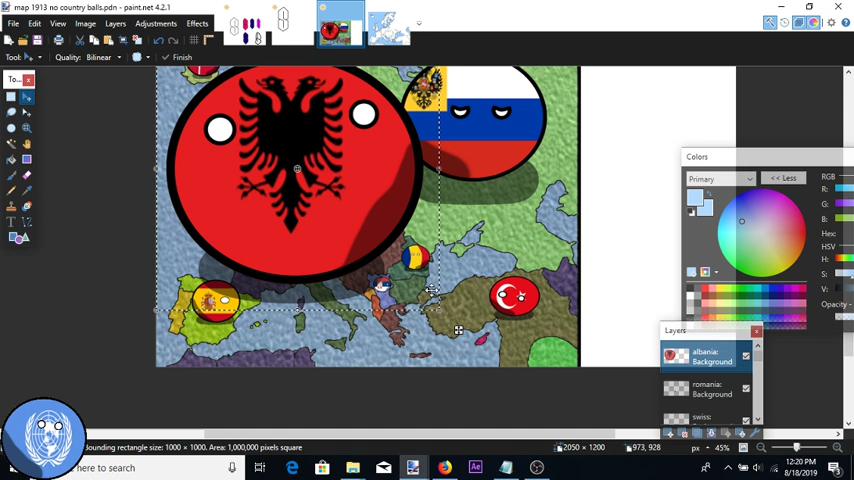 map 1913 no country balls.pdn - paint.net 4.2.1
File Edit View Image Layers Adjustments Effects
Tool: Quality: Bilinear Finish
To...
Colors
Primary << Less RGB
R:
G:
B:
Hex:
HSV
H:
S:
V:
Opacity -
Layers
albania:
Background
romania:
Background
swiss:
Bounding rectangle size: 1000 × 1000. Area: 1,000,000 pixels square
2050 × 1200 973, 928 px 45%
here to search
Ae
12:20 PM
8/18/2019
3